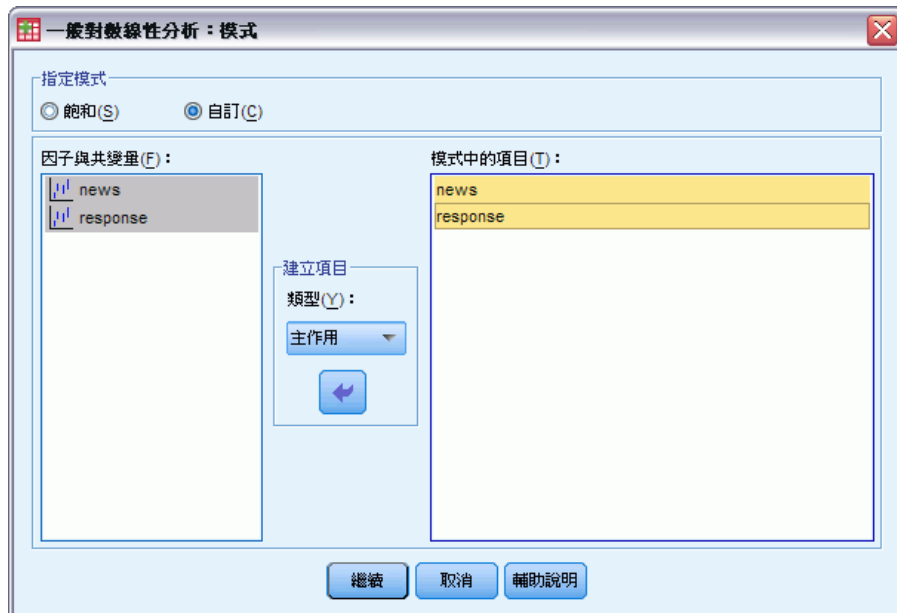 一般對數線性分析：模式
指定模式
飽和(S)
自訂(C)
因子與共變量(F)：
news
response
建立項目
類型(Y)：
主作用
模式中的項目(T)：
news
response
繼續
取消
輔助說明